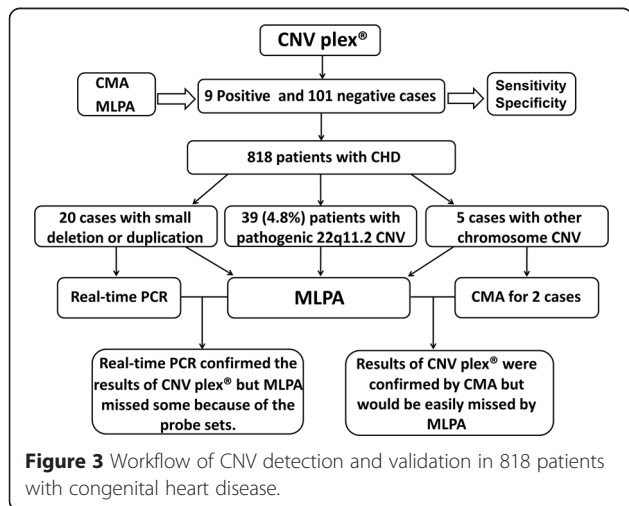 CNV plex®
CMA
MLPA
9 Positive and 101 negative cases
Sensitivity
Specificity
818 patients with CHD
20 cases with small
deletion or duplication
39 (4.8%) patients with
pathogenic 22q11.2 CNV
5 cases with other
chromosome CNV
Real-time PCR
MLPA
CMA for 2 cases
Real-time PCR confirmed the
results of CNV plex® but MLPA
missed some because of the
probe sets.
Results of CNV plex® were
confirmed by CMA but
would be easily missed by
MLPA
Figure 3 Workflow of CNV detection and validation in 818 patients
with congenital heart disease.